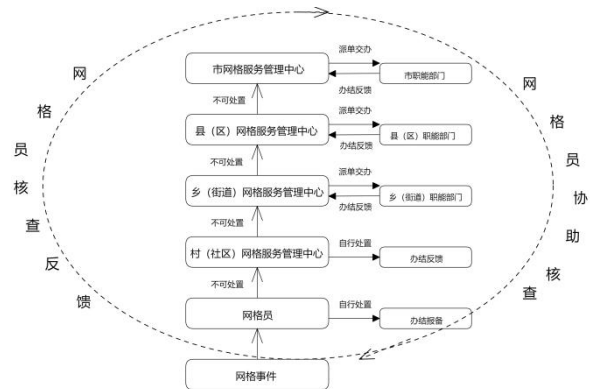 派单交办
市网格服务管理中心
市职能部门
办结反馈
不可处置
派单交办
县（区）网格服务管理中心
县（区）职能部门
办结反馈
不可处置
派单交办
乡（街道）网格服务管理中心
乡（街道）职能部门
办结反馈
不可处置
自行处置
村（社区）网格服务管理中心
办结反馈
不可处置
自行处置
网格员
办结报备
网格事件
网格员核查反馈
网格员协助核查